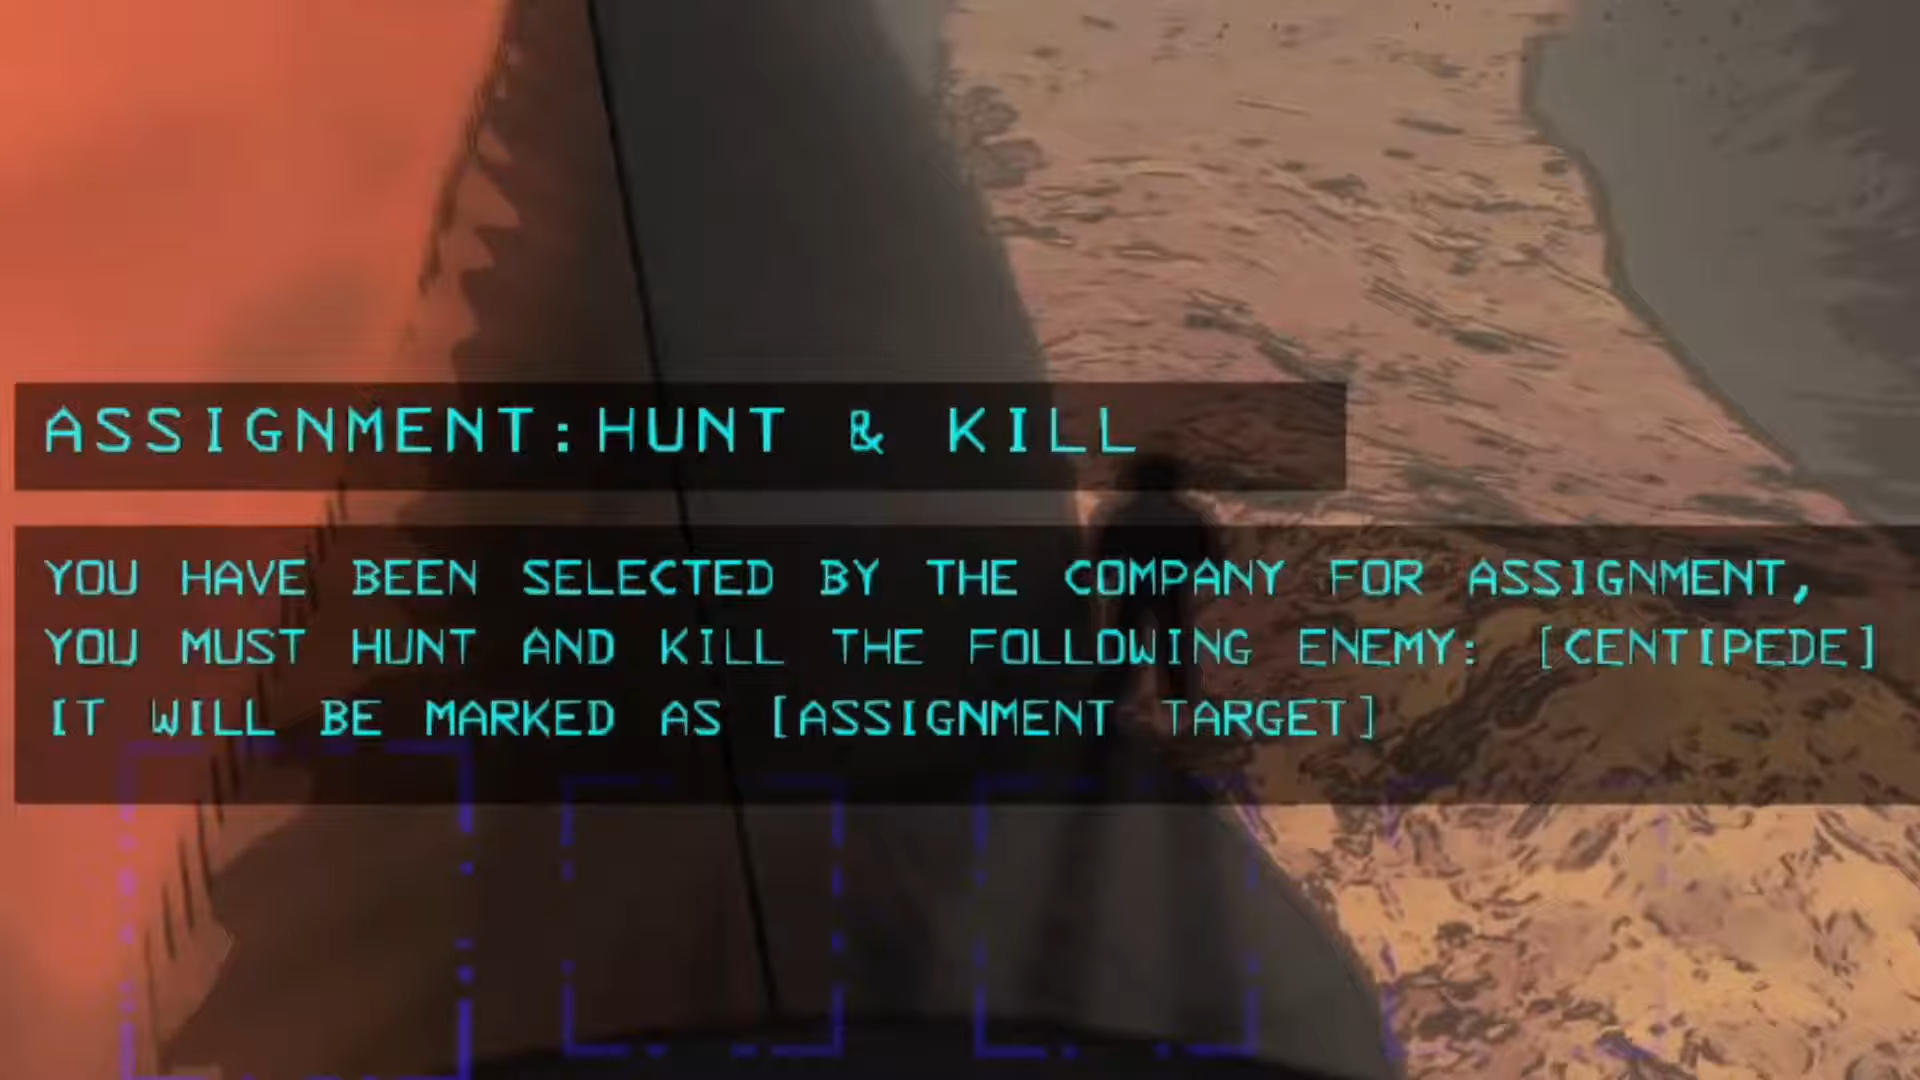 ASSIGNMENT:HUNT & KILL
YOU HAVE BEEN SELECTED BY THE COMPANY FOR ASSIGNMENT,
YOU MUST HUNT AND KILL THE FOLLOWING ENEMY: [CENTIPEDE]
IT WILL BE MARKED AS [ASSIGNMENT TARGET]